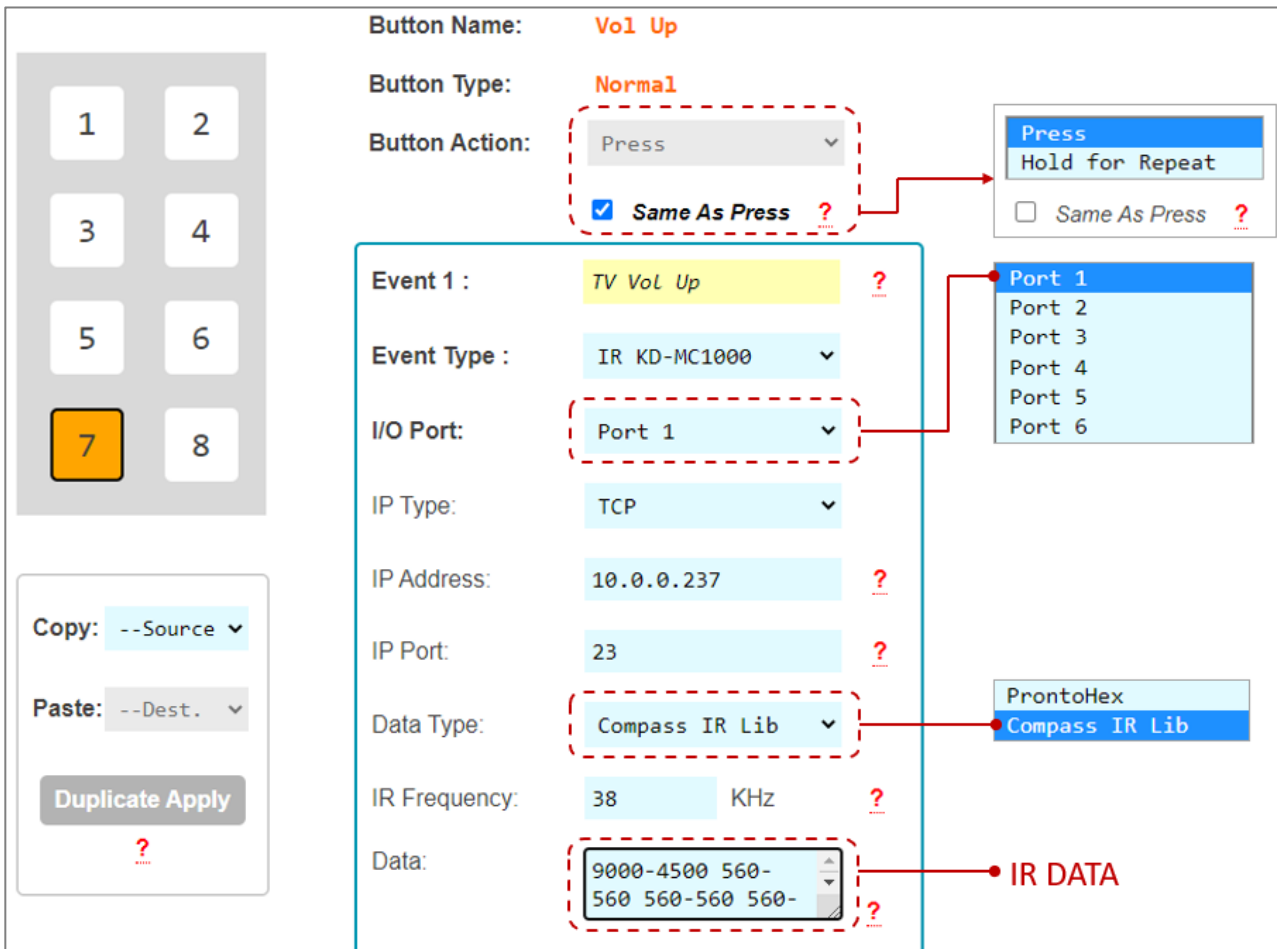 Button Name: Vol Up
Button Type: Normal
Button Action: Press
Same As Press ?
Press
Hold for Repeat
Same As Press ?
1 2
3 4
5 6
7 8
Event 1 : TV Vol Up ?
Event Type : IR KD-MC1000
I/O Port: Port 1
Port 1
Port 2
Port 3
Port 4
Port 5
Port 6
IP Type: TCP
IP Address: 10.0.0.237 ?
IP Port: 23 ?
Data Type: Compass IR Lib
ProntoHex
Compass IR Lib
IR Frequency: 38 KHz ?
Data: 9000-4500 560-
560 560-560 560-
?
IR DATA
Copy: --Source
Paste: --Dest.
Duplicate Apply
?